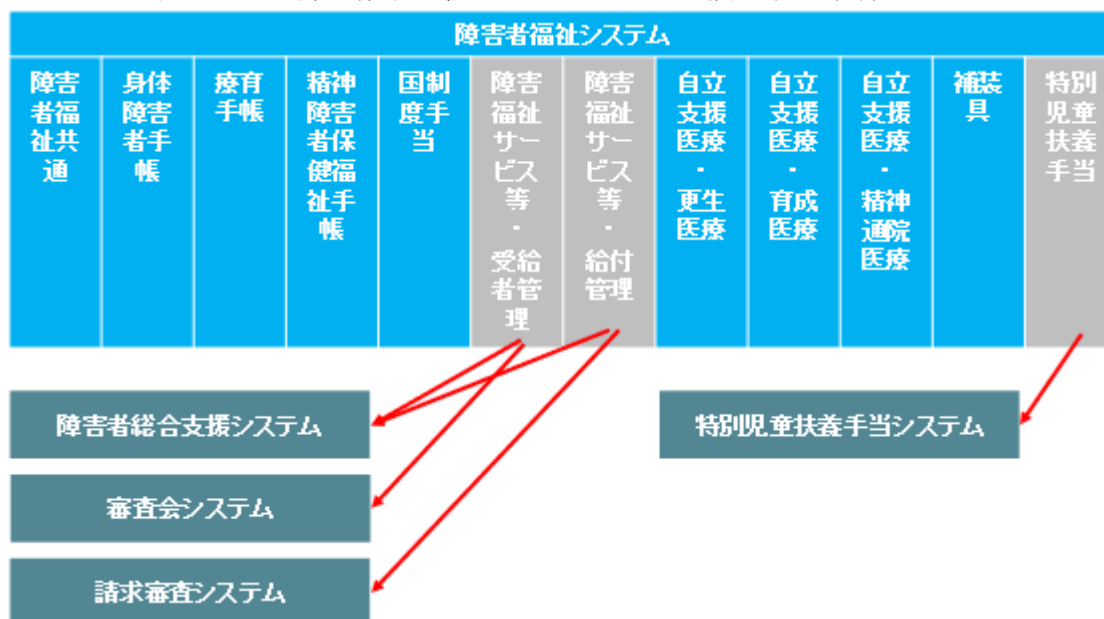 障害者福祉システム
障害
者福
祉共
通
身体
障害
者手
帳
療育
手帳
精神
障害
者保
健福
祉手
帳
国制
度手
当
障害
福祉
サー
ビス
等
・
受給
者管
理
障害
福祉
サー
ビス
等
・
給付
管理
自立
支援
医療
・
更生
医療
自立
支援
医療
・
育成
医療
自立
支援
医療
・
精神
通院
医療
補装
具
特別
児童
扶養
手当
障害者総合支援システム
特別児童扶養手当システム
審査会システム
請求審査システム